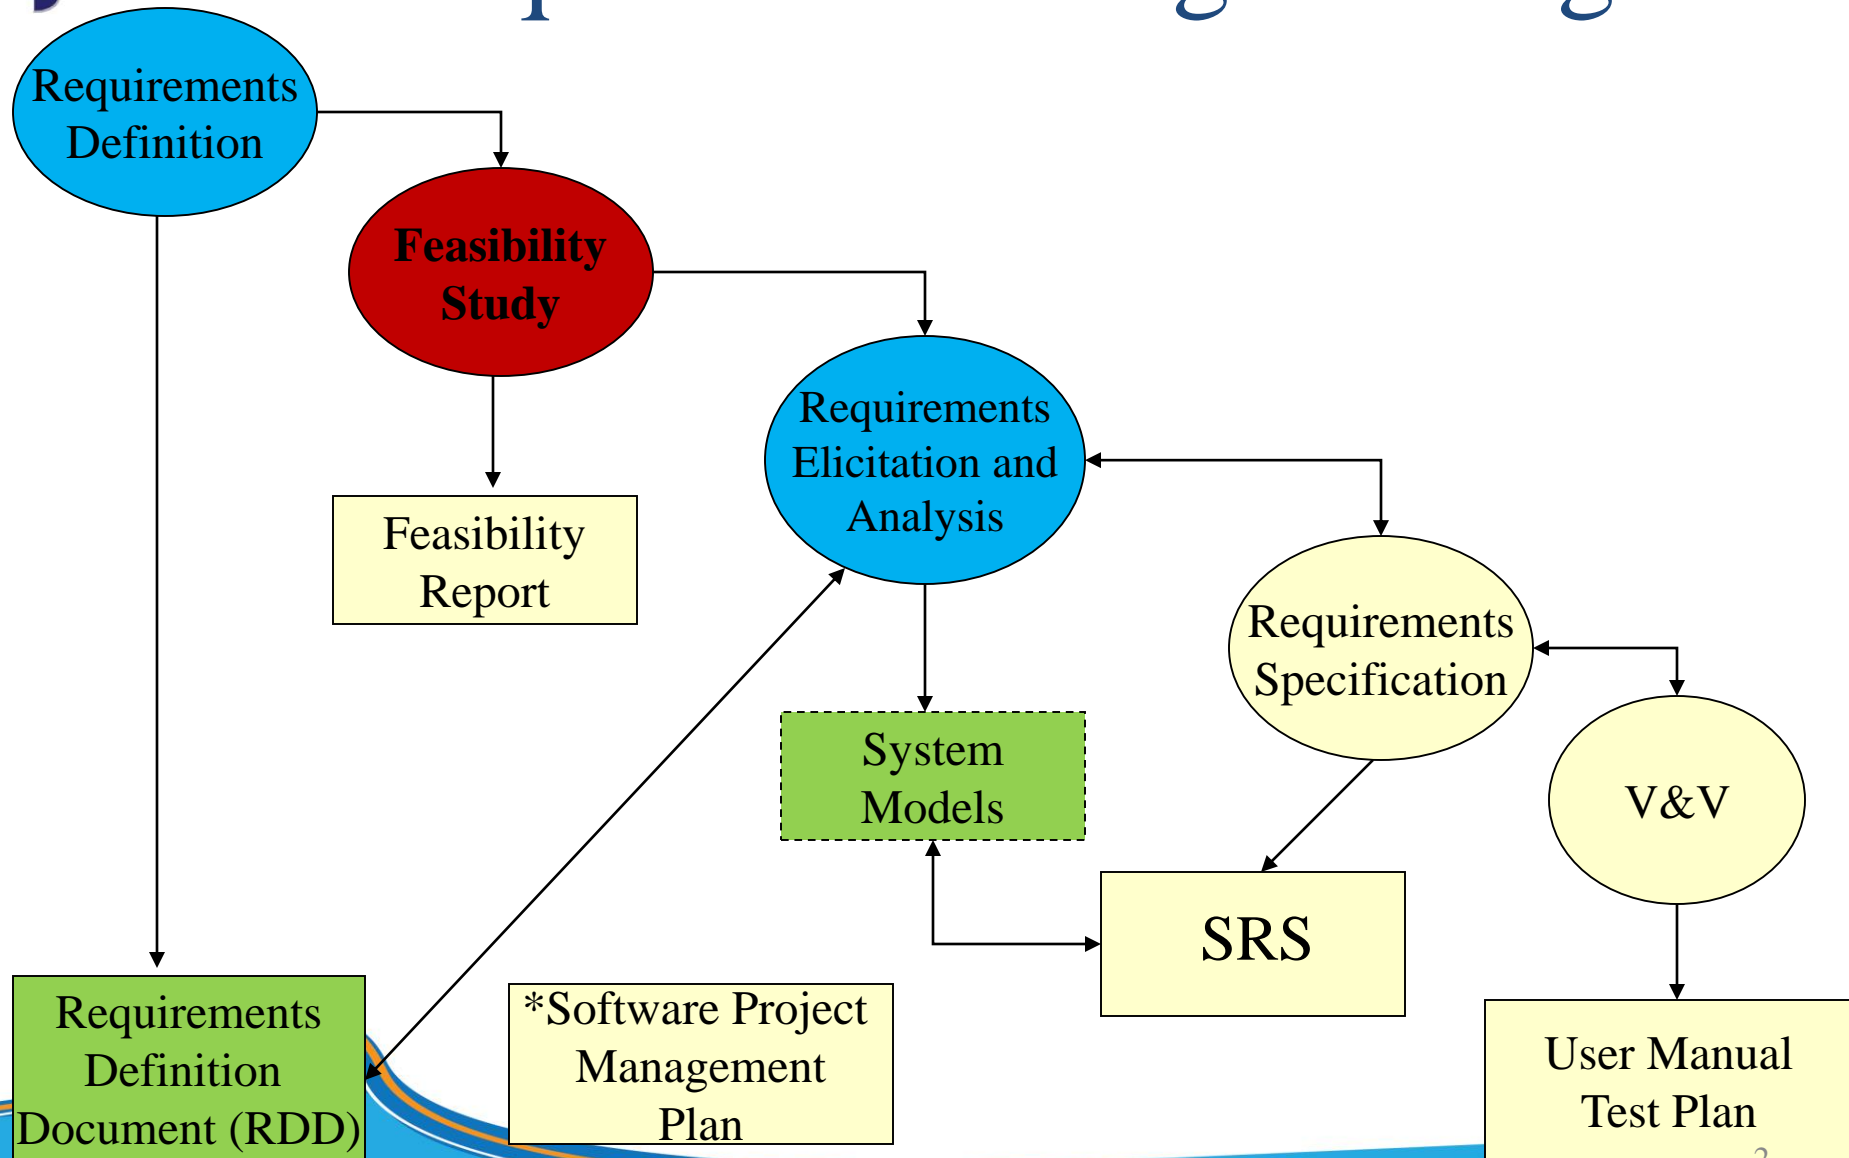 Requirements
Definition
Feasibility
Study
Requirements
Elicitation and
Analysis
Feasibility
Report
Requirements
Specification
System
Models
V&V
SRS
Requirements
Definition
Document (RDD)
*Software Project
Management
Plan
User Manual
Test Plan